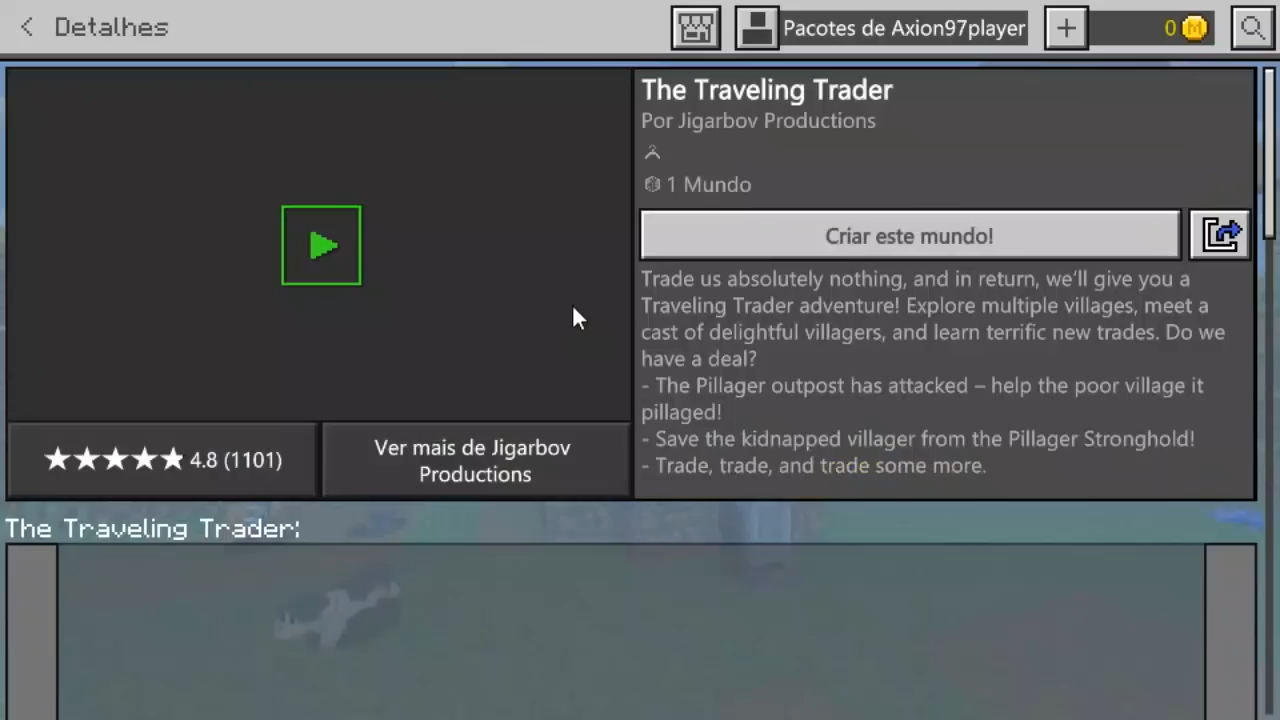 Detalhes
Pacotes de Axion97player
0
The Traveling Trader
Por Jigarbov Productions
1 Mundo
Criar este mundo!
Trade us absolutely nothing, and in return, we'll give you a
Traveling Trader adventure! Explore multiple villages, meet a
cast of delightful villagers, and learn terrific new trades. Do we
have a deal?
- The Pillager outpost has attacked – help the poor village it
pillaged!
- Save the kidnapped villager from the Pillager Stronghold!
- Trade, trade, and trade some more.
4.8 (1101)
Ver mais de Jigarbov
Productions
The Traveling Trader: